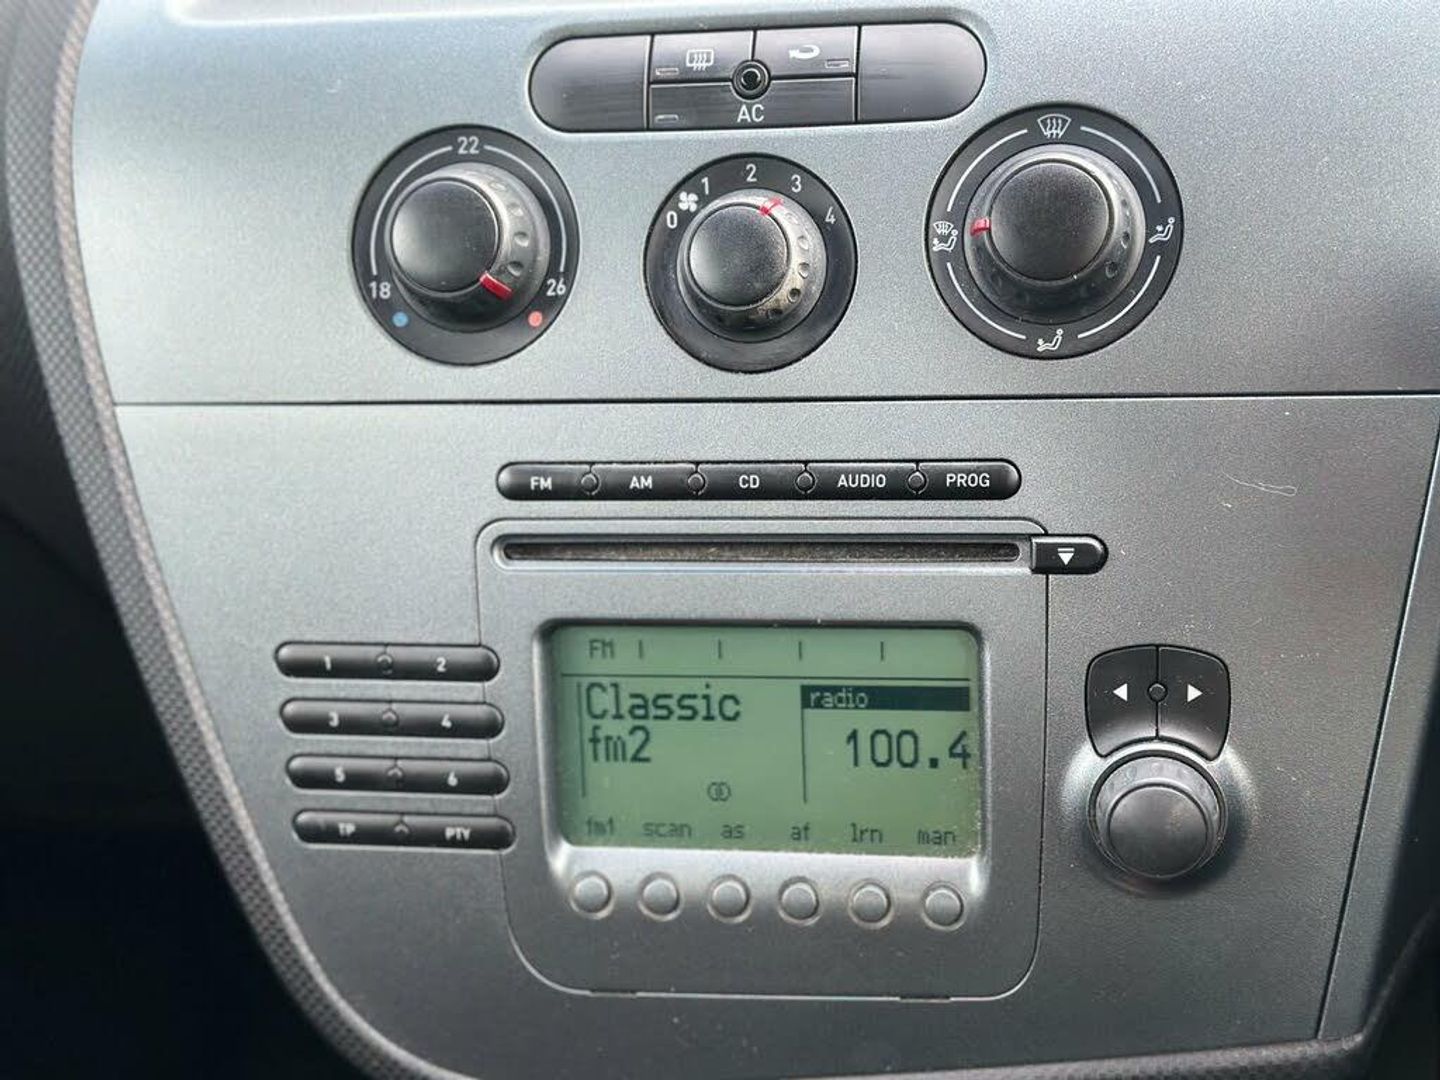 AC
22
18
26
0
1
2
3
4
FM
AM
CD
AUDIO
PROG
1
2
3
4
5
6
TP
PTY
FM
Classic
fm2
radio
100.4
fm1 scan as af lrn man